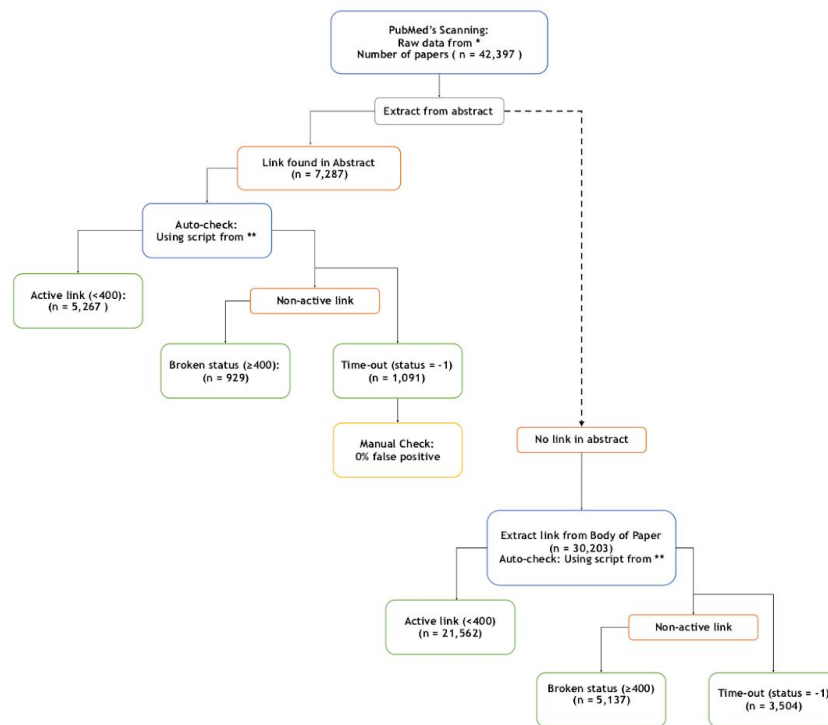 PubMed's Scanning:
Raw data from *
Number of papers ( n = 42,397 )
Extract from abstract
Link found in Abstract
(n = 7,287)
Auto-check:
Using script from **
Active link (<400):
(n = 5,267 )
Non-active link
Broken status (≥400):
(n = 929)
Time-out (status = -1)
(n = 1,091)
Manual Check:
0% false positive
No link in abstract
Extract link from Body of Paper
(n = 30,203)
Auto-check: Using script from **
Active link (<400)
(n = 21,562)
Non-active link
Broken status (≥400)
(n = 5,137)
Time-out (status = -1)
(n = 3,504)